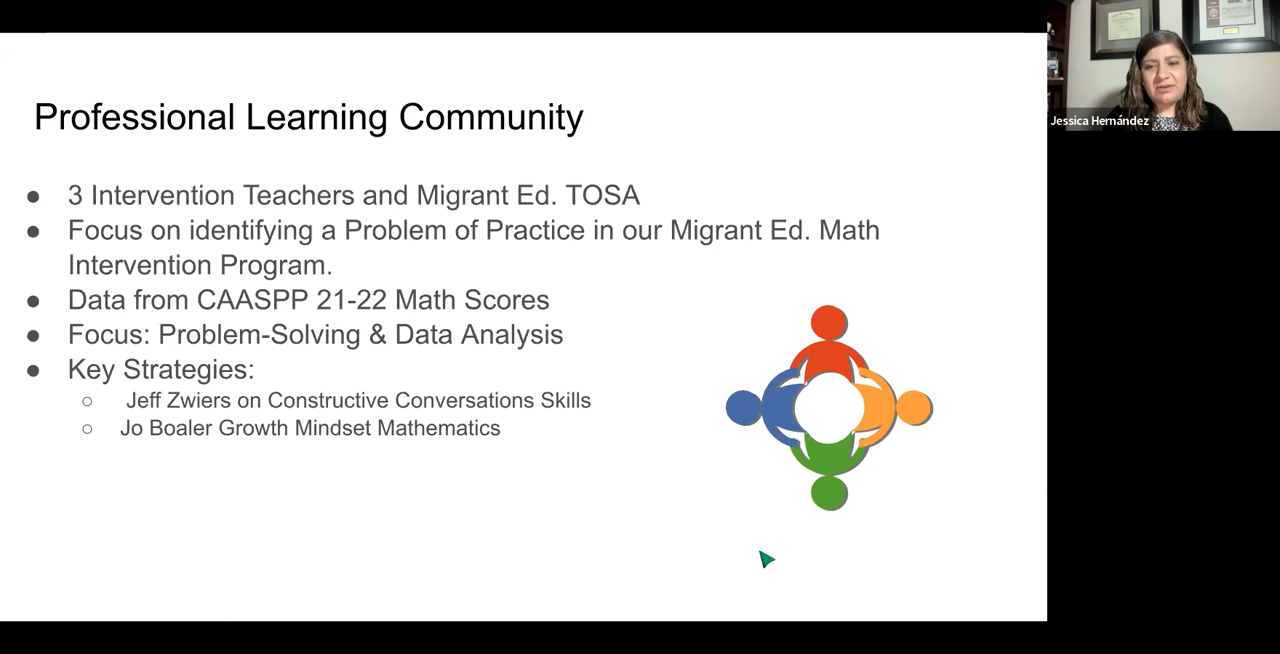 Professional Learning Community
● 3 Intervention Teachers and Migrant Ed. TOSA
● Focus on identifying a Problem of Practice in our Migrant Ed. Math
Intervention Program.
● Data from CAASPP 21-22 Math Scores
● Focus: Problem-Solving & Data Analysis
● Key Strategies:
○ Jeff Zwiers on Constructive Conversations Skills
○ Jo Boaler Growth Mindset Mathematics
Jessica Hernández